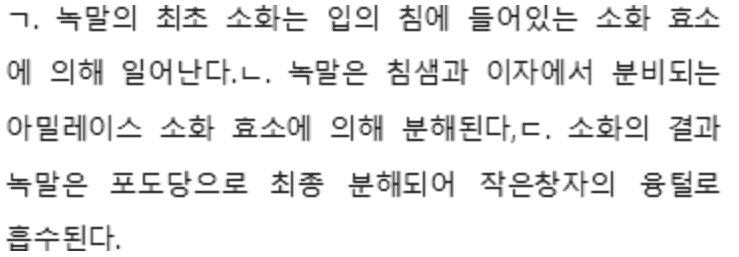 ㄱ. 녹말의 최초 소화는 입의 침에 들어있는 소화 효소
에 의해 일어난다.ㄴ. 녹말은 침샘과 이자에서 분비되는
아밀레이스 소화 효소에 의해 분해된다,ㄷ. 소화의 결과
녹말은 포도당으로 최종 분해되어 작은창자의 융털로
흡수된다.